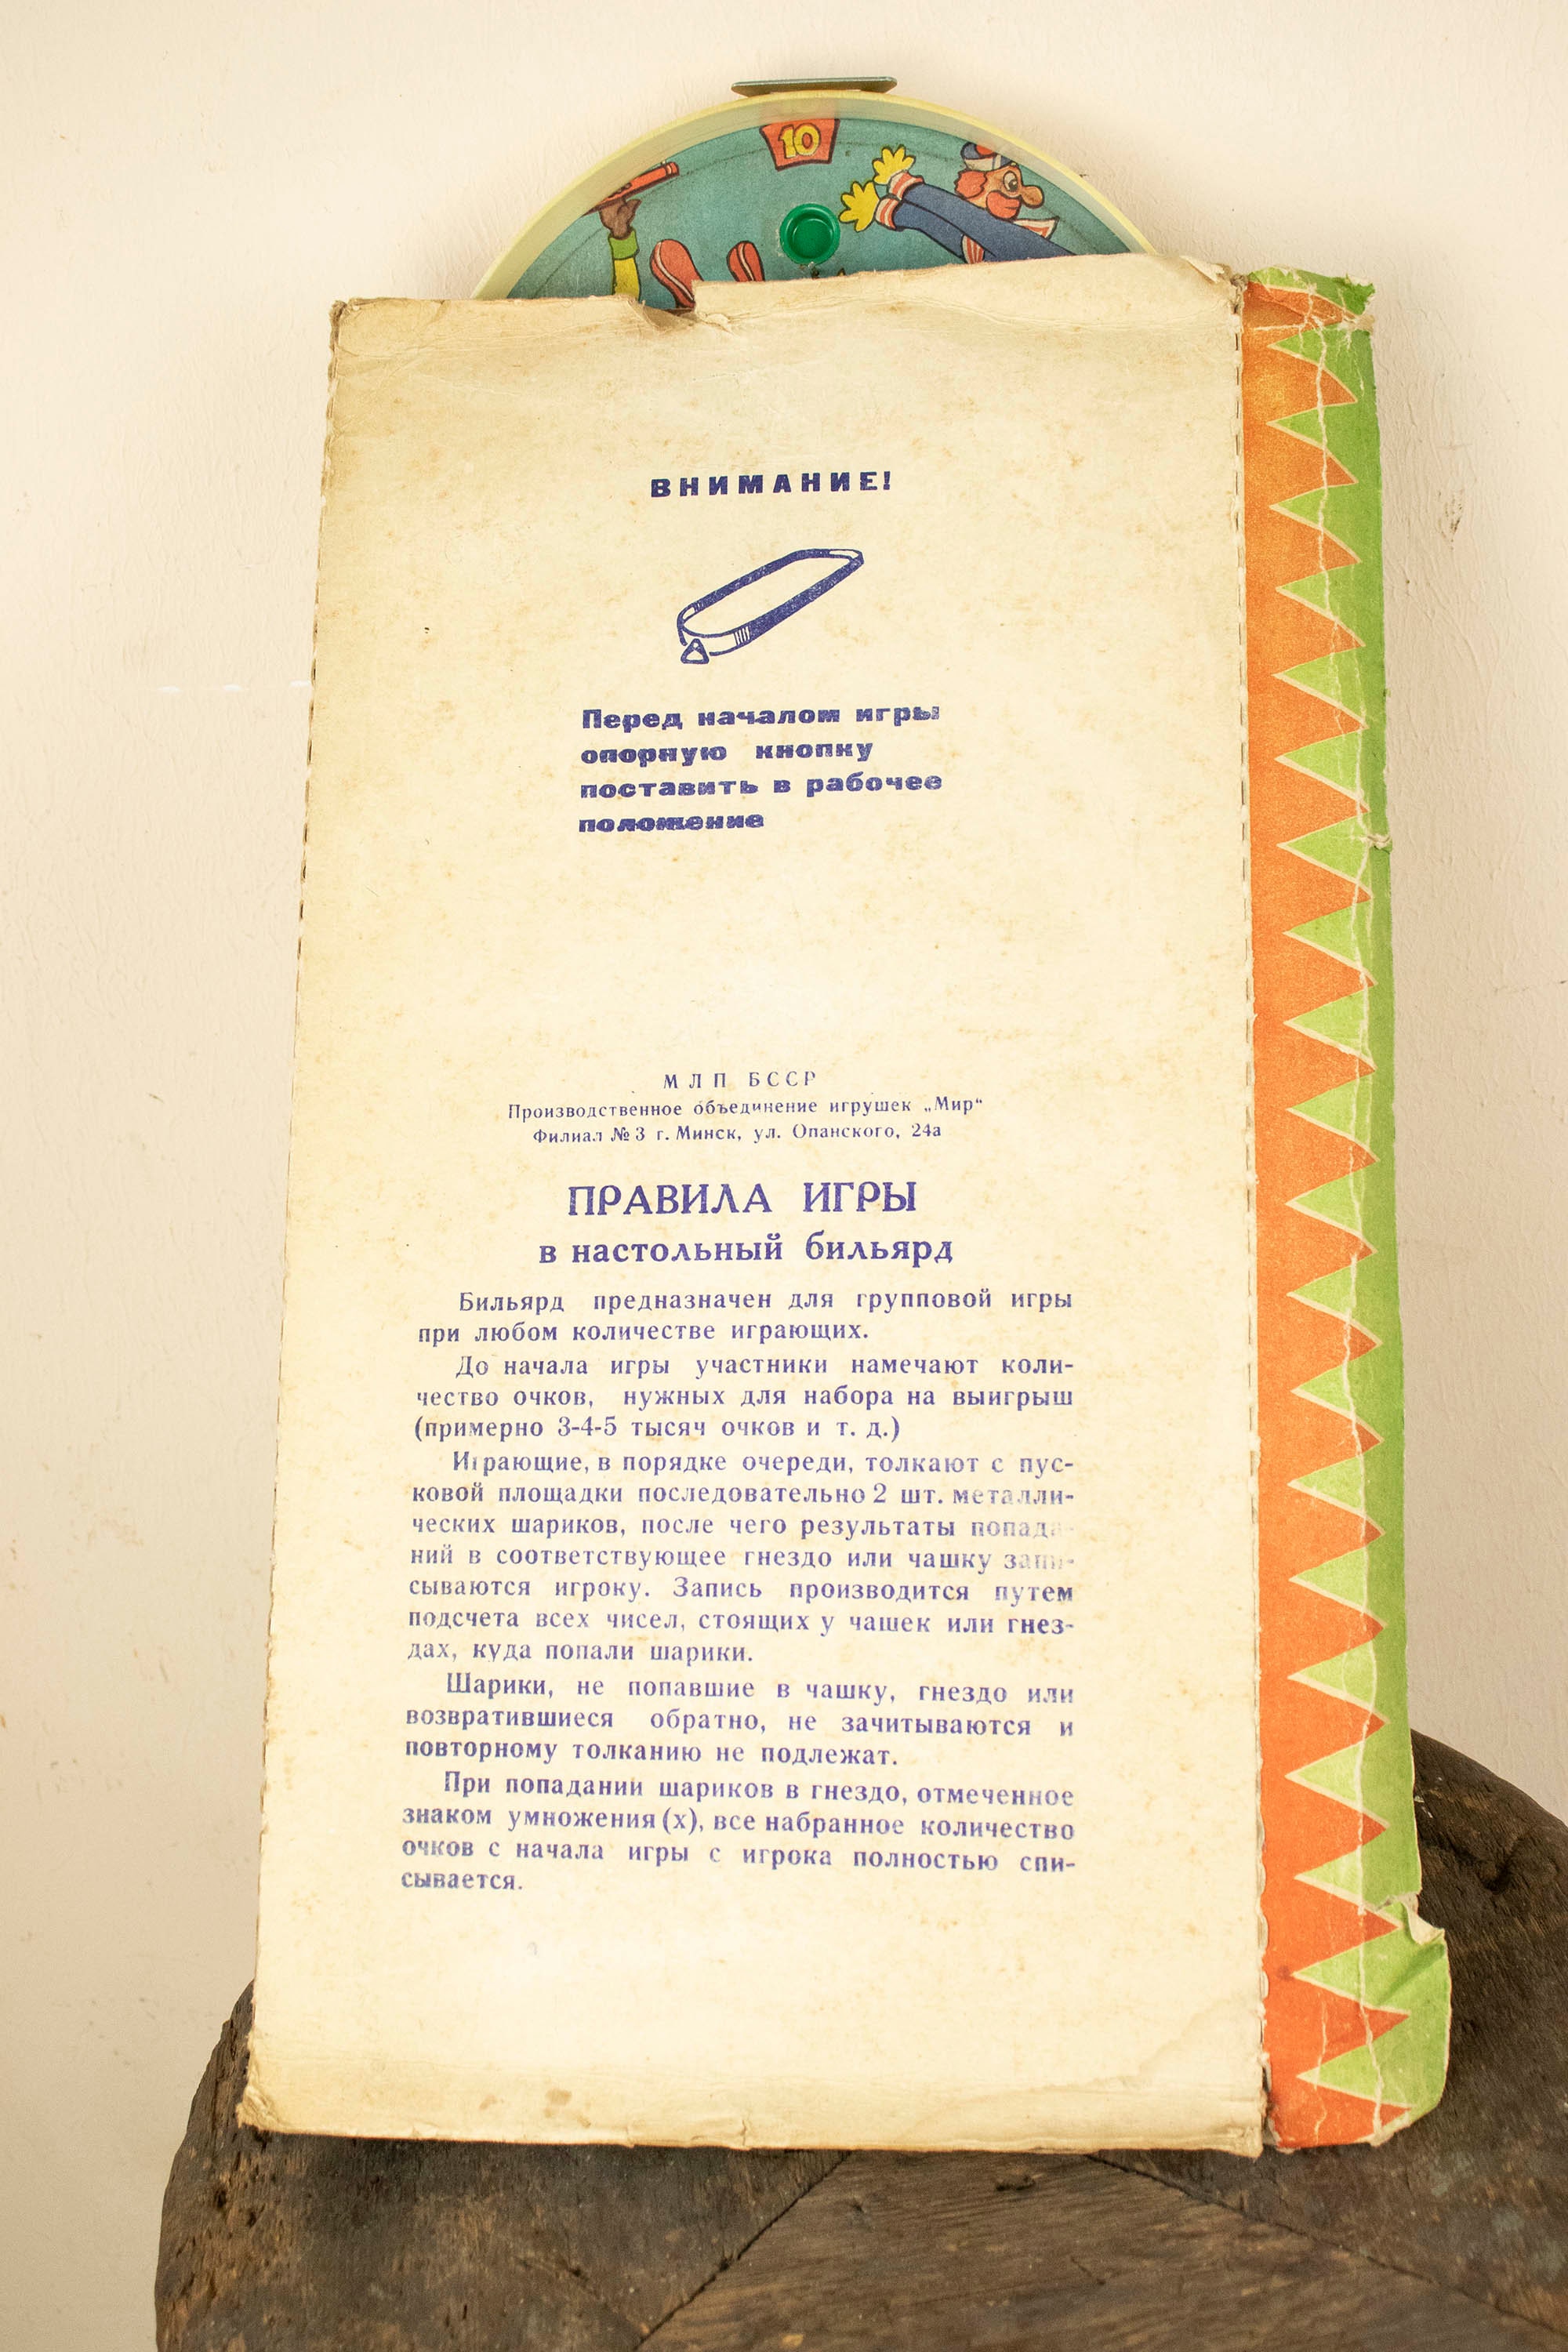 10
ВНИМАНИЕ!
Перед началом игры
опорную кнопку
поставить в рабочее
положение
МЛП БССР
Производственное объединение игрушек „Мир“
Филиал №3 г. Минск, ул. Опанского, 24а
ПРАВИЛА ИГРЫ
в настольный бильярд
Бильярд предназначен для групповой игры
при любом количестве играющих.
До начала игры участники намечают коли-
чество очков, нужных для набора на выигрыш
(примерно 3-4-5 тысяч очков и т. д.)
Играющие, в порядке очереди, толкают с пус-
ковой площадки последовательно 2 шт. металли-
ческих шариков, после чего результаты попада-
ний в соответствующее гнездо или чашку запи-
сываются игроку. Запись производится путем
подсчета всех чисел, стоящих у чашек или гнез-
дах, куда попали шарики.
Шарики, не попавшие в чашку, гнездо или
возвратившиеся обратно, не зачитываются и
повторному толканию не подлежат.
При попадании шариков в гнездо, отмеченное
знаком умножения (х), все набранное количество
очков с начала игры с игрока полностью спи-
сывается.